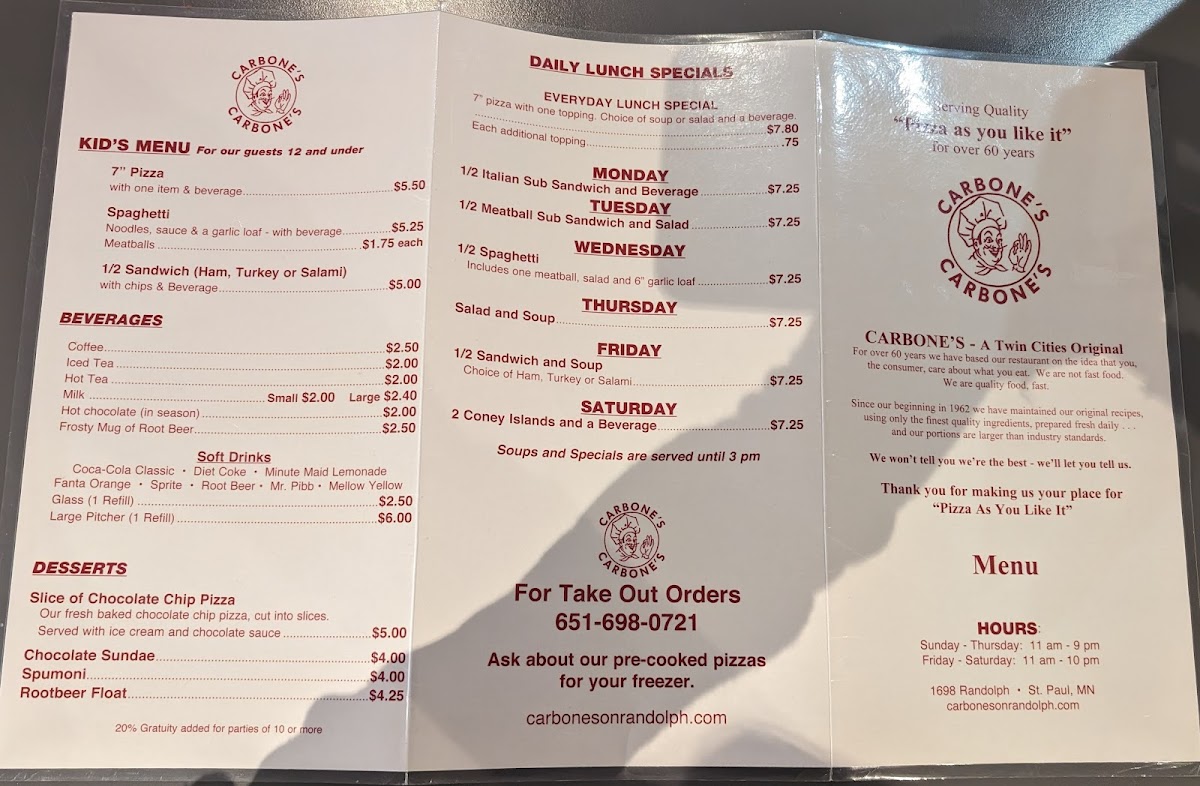 CARBONE'S
CARBONE'S
KID'S MENU For our guests 12 and under
7" Pizza
with one item & beverage $5.50
Spaghetti
Noodles, sauce & a garlic loaf - with beverage $5.25
Meatballs $1.75 each
1/2 Sandwich (Ham, Turkey or Salami)
with chips & Beverage $5.00
BEVERAGES
Coffee $2.50
Iced Tea $2.00
Hot Tea $2.00
Milk Small $2.00 Large $2.40
Hot chocolate (in season) $2.00
Frosty Mug of Root Beer $2.50
Soft Drinks
Coca-Cola Classic • Diet Coke • Minute Maid Lemonade
Fanta Orange • Sprite • Root Beer • Mr. Pibb • Mellow Yellow
Glass (1 Refill) $2.50
Large Pitcher (1 Refill) $6.00
DESSERTS
Slice of Chocolate Chip Pizza
Our fresh baked chocolate chip pizza, cut into slices.
Served with ice cream and chocolate sauce $5.00
Chocolate Sundae $4.00
Spumoni $4.00
Rootbeer Float $4.25
20% Gratuity added for parties of 10 or more
DAILY LUNCH SPECIALS
EVERYDAY LUNCH SPECIAL
7" pizza with one topping. Choice of soup or salad and a beverage.
$7.80
Each additional topping .75
MONDAY
1/2 Italian Sub Sandwich and Beverage $7.25
TUESDAY
1/2 Meatball Sub Sandwich and Salad $7.25
WEDNESDAY
1/2 Spaghetti
Includes one meatball, salad and 6" garlic loaf $7.25
THURSDAY
Salad and Soup $7.25
FRIDAY
1/2 Sandwich and Soup
Choice of Ham, Turkey or Salami $7.25
SATURDAY
2 Coney Islands and a Beverage $7.25
Soups and Specials are served until 3 pm
CARBONE'S
CARBONE'S
For Take Out Orders
651-698-0721
Ask about our pre-cooked pizzas
for your freezer.
carbonesonrandolph.com
Serving Quality
"Pizza as you like it"
for over 60 years
CARBONE'S
CARBONE'S
CARBONE'S - A Twin Cities Original
For over 60 years we have based our restaurant on the idea that you,
the consumer, care about what you eat. We are not fast food.
We are quality food, fast.
Since our beginning in 1962 we have maintained our original recipes,
using only the finest quality ingredients, prepared fresh daily . . .
and our portions are larger than industry standards.
We won't tell you we're the best - we'll let you tell us.
Thank you for making us your place for
"Pizza As You Like It"
Menu
HOURS:
Sunday - Thursday: 11 am - 9 pm
Friday - Saturday: 11 am - 10 pm
1698 Randolph • St. Paul, MN
carbonesonrandolph.com